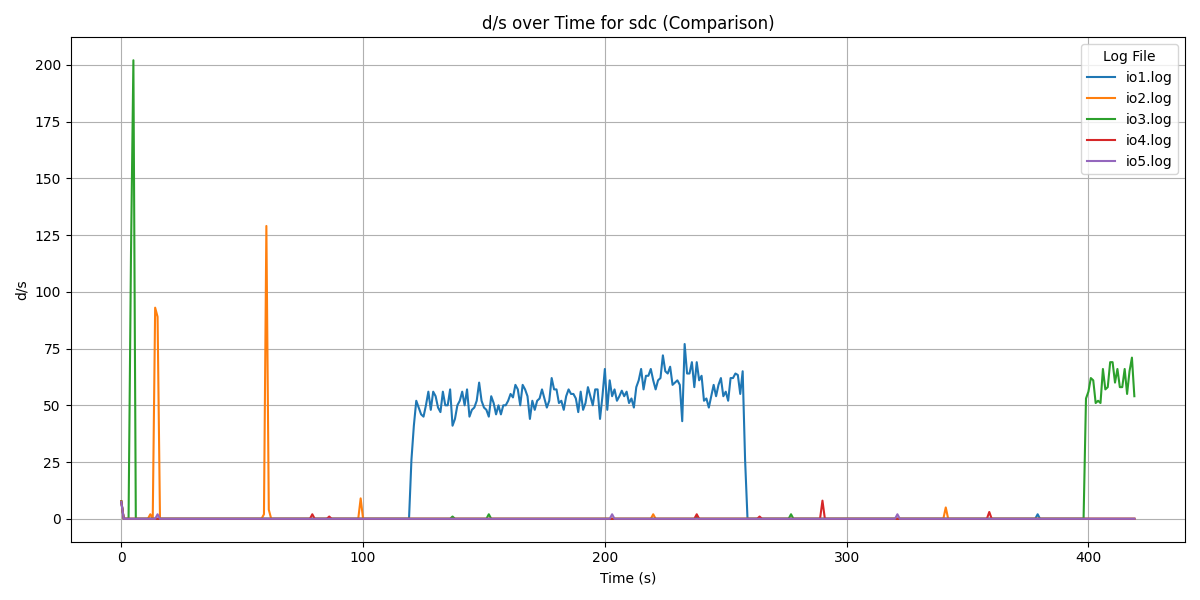 d/s over Time for sdc (Comparison)
Log File
io1.log
io2.log
io3.log
io4.log
io5.log
d/s
200
175
150
125
100
75
50
25
0
0 100 200 300 400
Time (s)